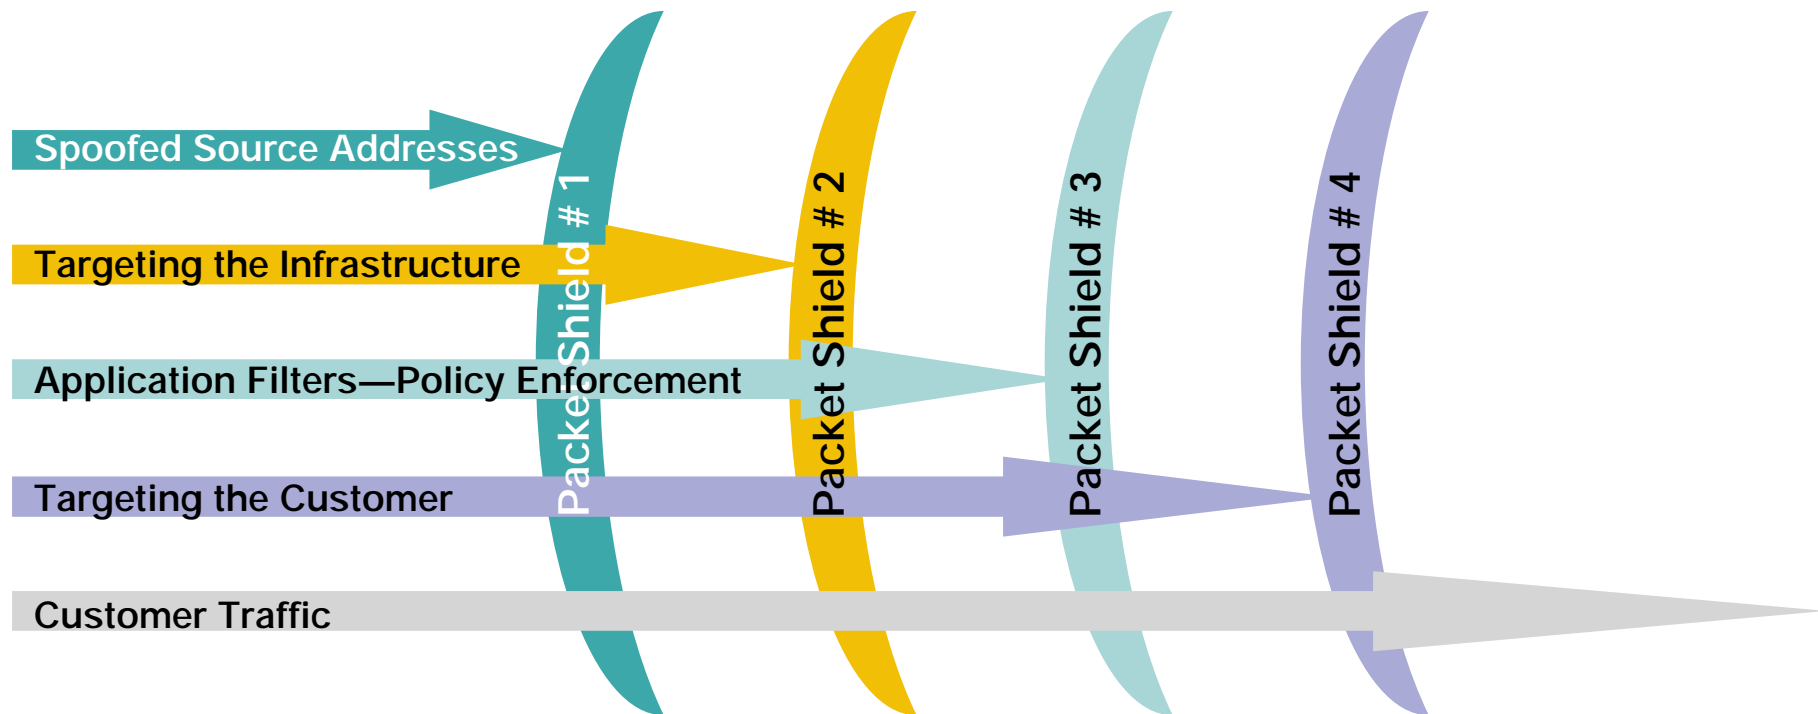 Spoofed Source Addresses
Targeting the Infrastructure
Application Filters—Policy Enforcement
Targeting the Customer
Customer Traffic
Packet Shield # 1
Packet Shield # 2
Packet Shield # 3
Packet Shield # 4